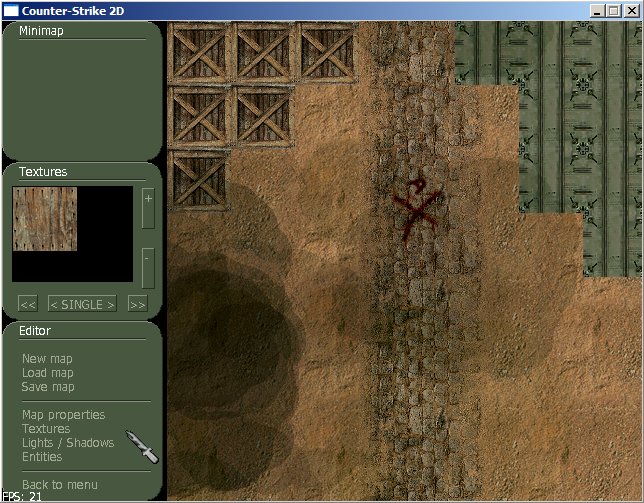 Counter-Strike 2D
Minimap
Textures
+
-
<< < SINGLE > >>
Editor
New map
Load map
Save map
Map properties
Textures
Lights / Shadows
Entities
Back to menu
FPS: 21